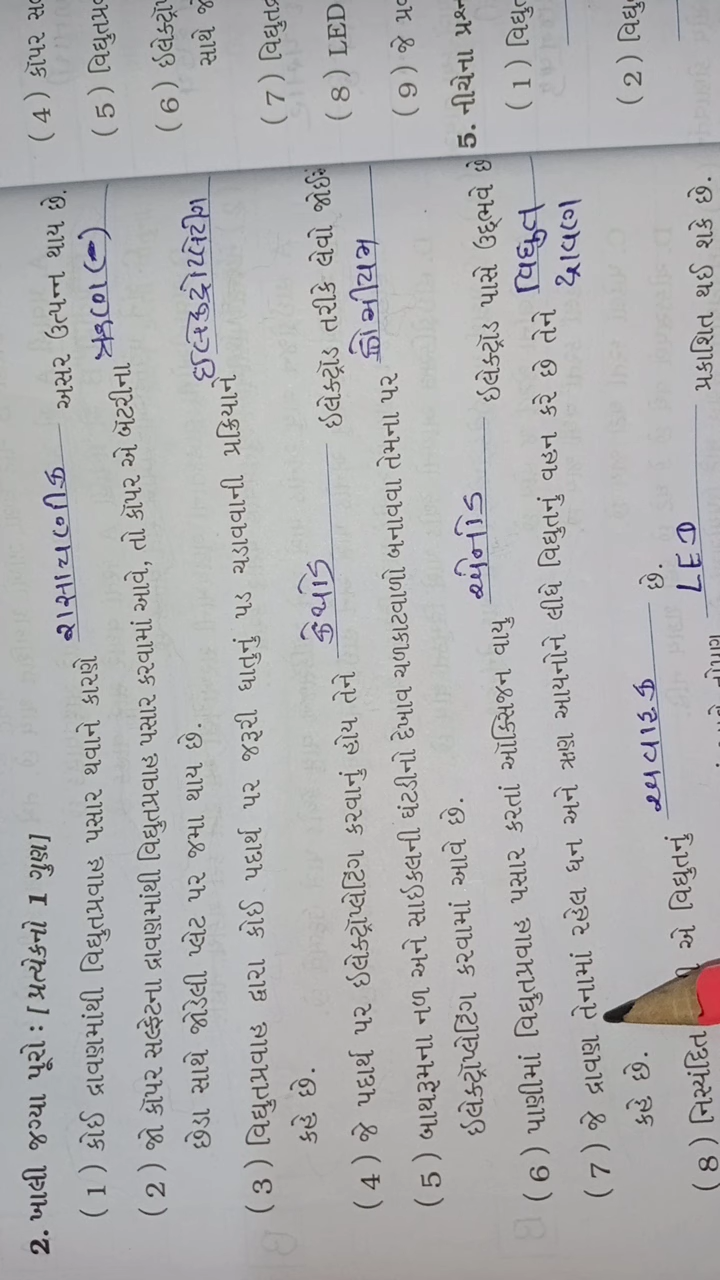 2. ખાલી જગ્યા પૂરો : [ પ્રત્યેકનો 1 ગુણ ]
( 1 ) કોઈ દ્રાવણમાંથી વિદ્યુતપ્રવાહ પસાર થવાને કારણે રાસાયણીક અસર ઉત્પન્ન થાય છે.
( 2 ) જો કૉપર સલ્ફેટના દ્રાવણમાંથી વિદ્યુતપ્રવાહ પસાર કરવામાં આવે, તો કૉપર એ બૅટરીના ઋણ (-)
છેડા સાથે જોડેલી પ્લેટ પર જમા થાય છે.
( 3 ) વિદ્યુતપ્રવાહ દ્વારા કોઈ પદાર્થ પર જરૂરી ધાતુનું પડ ચડાવવાની પ્રક્રિયાને ઇલેક્ટ્રોપ્લેટીંગ
કહે છે.
( 4 ) જે પદાર્થ પર ઇલેક્ટ્રૉપ્લેટિંગ કરવાનું હોય તેને કેથોડ ઇલેક્ટ્રૉડ તરીકે લેવો
( 5 ) બાથરૂમના નળ અને સાઈકલની ઘંટડીનો દેખાવ ચળકાટવાળો બનાવવા તેમના પર ક્રોમીયમ
ઇલેક્ટ્રૉપ્લેટિંગ કરવામાં આવે છે.
( 6 ) પાણીમાં વિદ્યુતપ્રવાહ પસાર કરતાં ઑક્સિજન વાયુ એનોડ ઇલેક્ટ્રૉડ પાસે ઉદ્ભવે છે
( 7 ) જે દ્રાવણ તેનામાં રહેલ ધન અને ઋણ આયનોને લીધે વિદ્યુતનું વહન કરે છે તેને વિદ્યુત
દ્રાવણ
કહે છે.
( 8 ) નિસ્યંદિત એ વિદ્યુતનું અવાહક છે.
LED પ્રકાશિત થઈ શકે છે.
( 4 ) કૉપર
( 5 )
( 6 )
સાથે
( 7 )
( 8 ) LED
( 9 ) જે
5. નીચેના
( 1 )
( 2 )